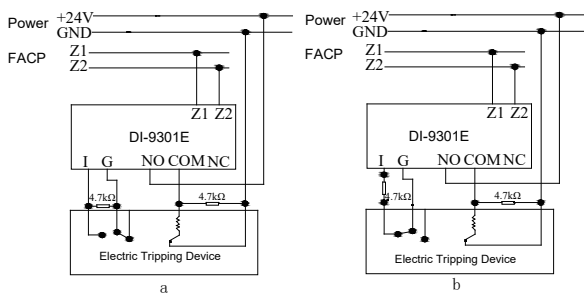 Power +24V
GND
FACP Z1
Z2
Z1 Z2
DI-9301E
I G NO COM NC
4.7kΩ 4.7kΩ
Electric Tripping Device
a
Power +24V
GND
FACP Z1
Z2
Z1 Z2
DI-9301E
I G NO COM NC
4.7kΩ 4.7kΩ
Electric Tripping Device
b